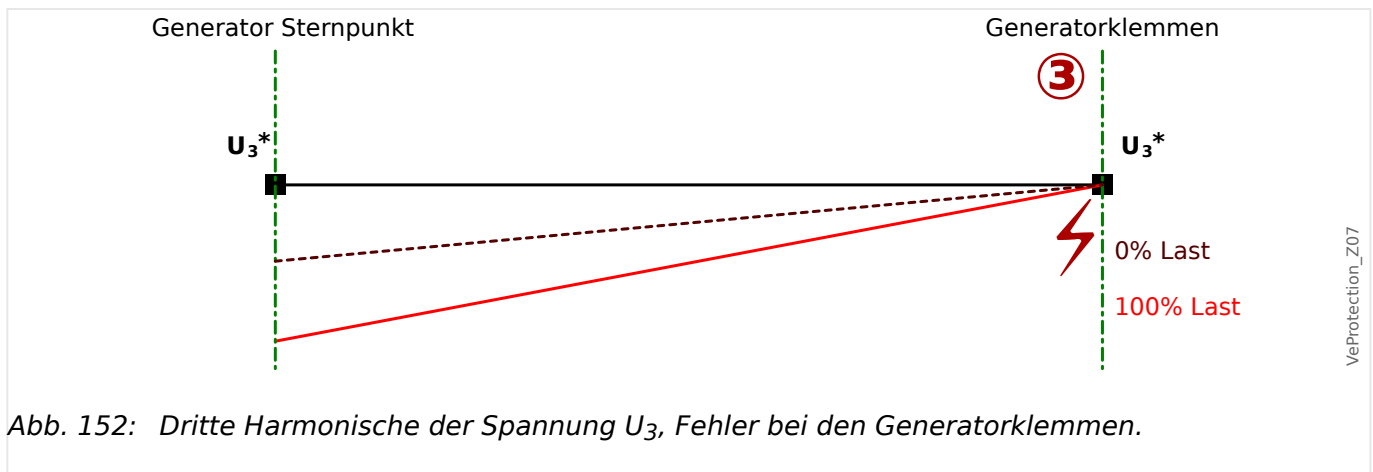 Generator Sternpunkt
Generatorklemmen
③
U₃*
U₃*
0% Last
100% Last
VeProtection_Z07
Abb. 152: Dritte Harmonische der Spannung U₃, Fehler bei den Generatorklemmen.